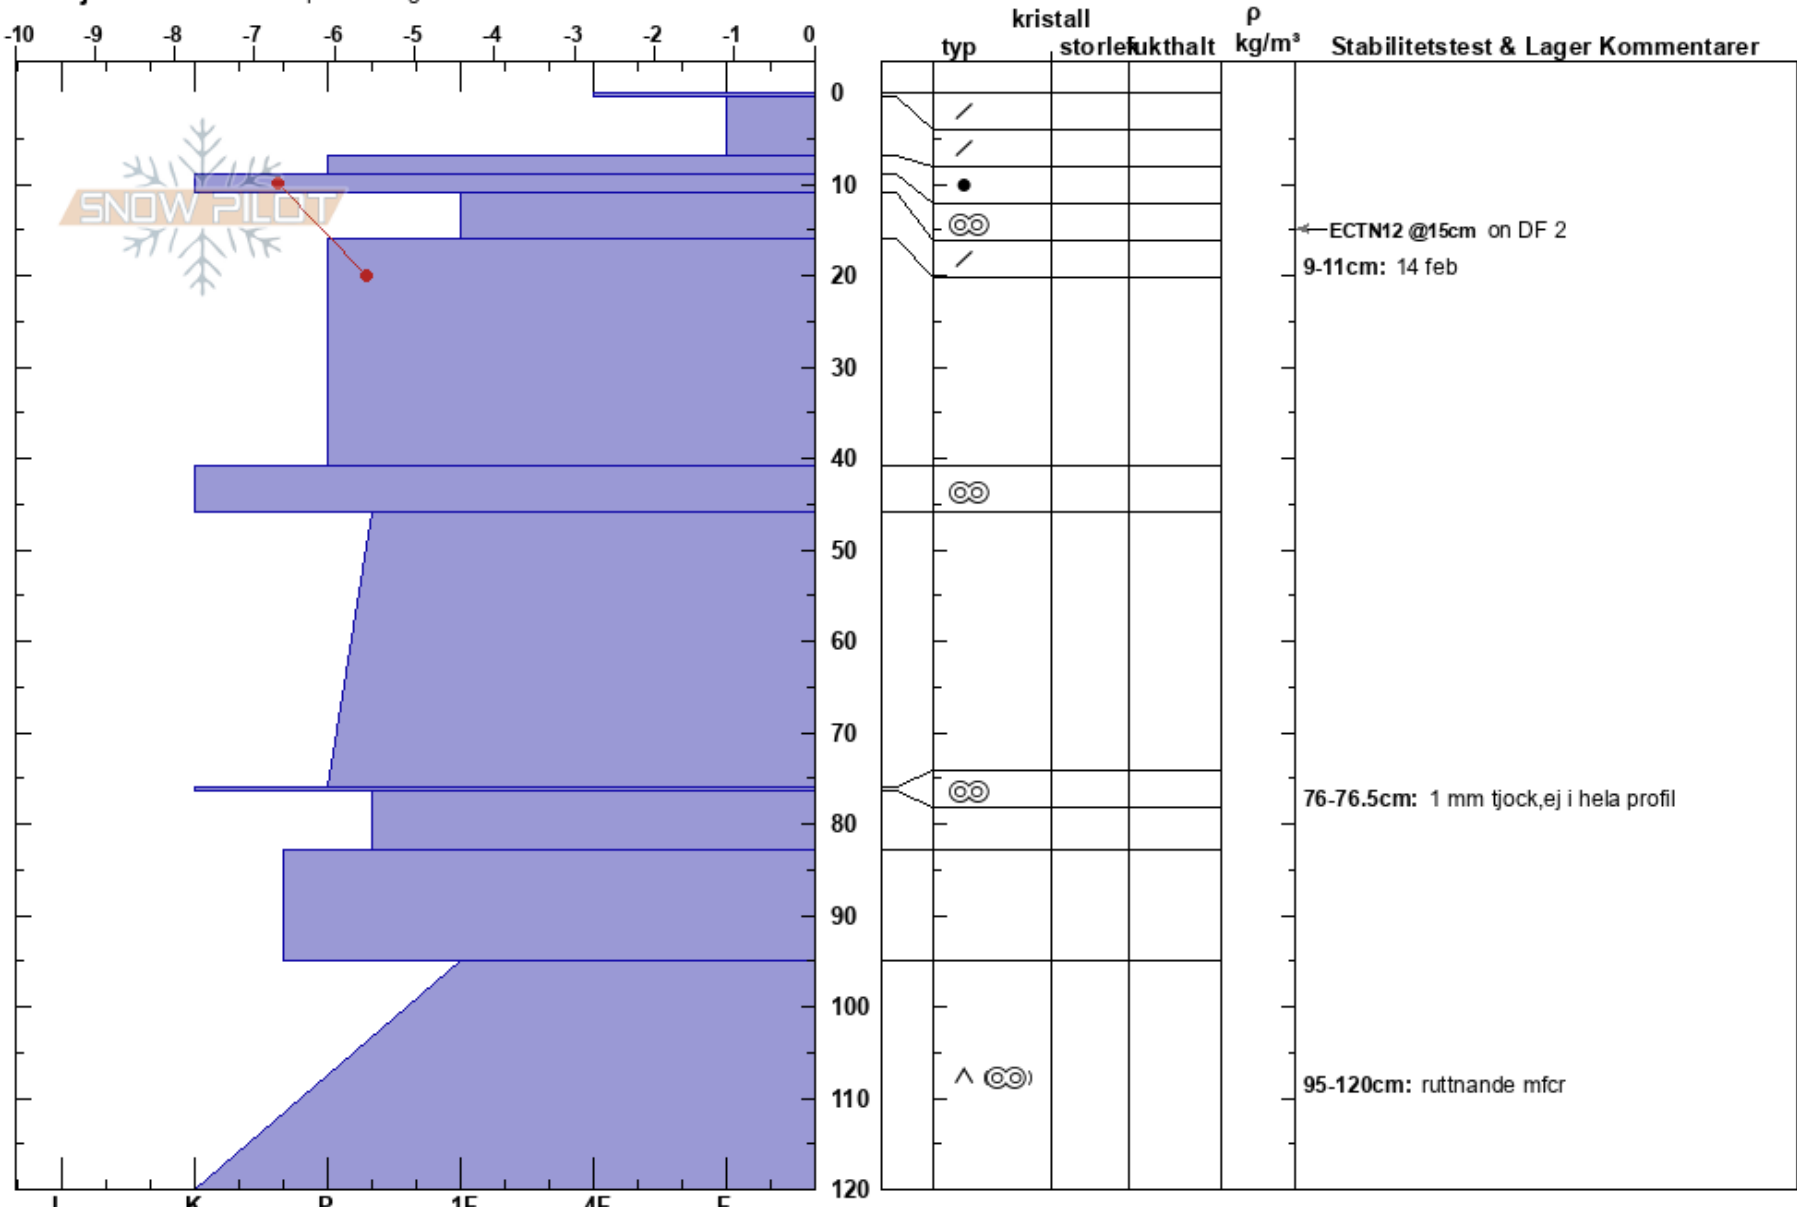 kristall
ρ
-10 -9 -8 -7 -6 -5 -4 -3 -2 -1 0
typ storlek fukthalt kg/m³ Stabilitetstest & Lager Kommentarer
0
SNOW PILOT
10
ECTN12 @15cm on DF 2
9-11cm: 14 feb
20
30
40
50
60
70
76-76.5cm: 1 mm tjock,ej i hela profil
80
90
100
95-120cm: ruttnande mfcr
110
120
I K P 1F 4F F